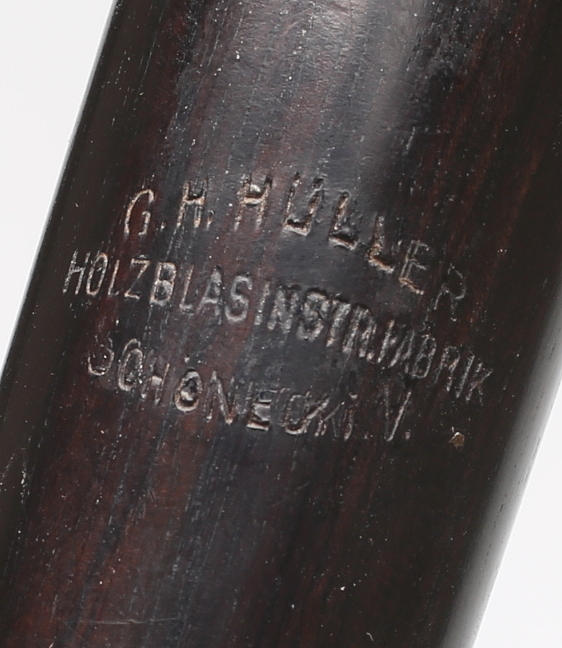 G.H. HÜLLER
HOLZBLASINSTR.FABRIK
SCHÖNECK i. V.